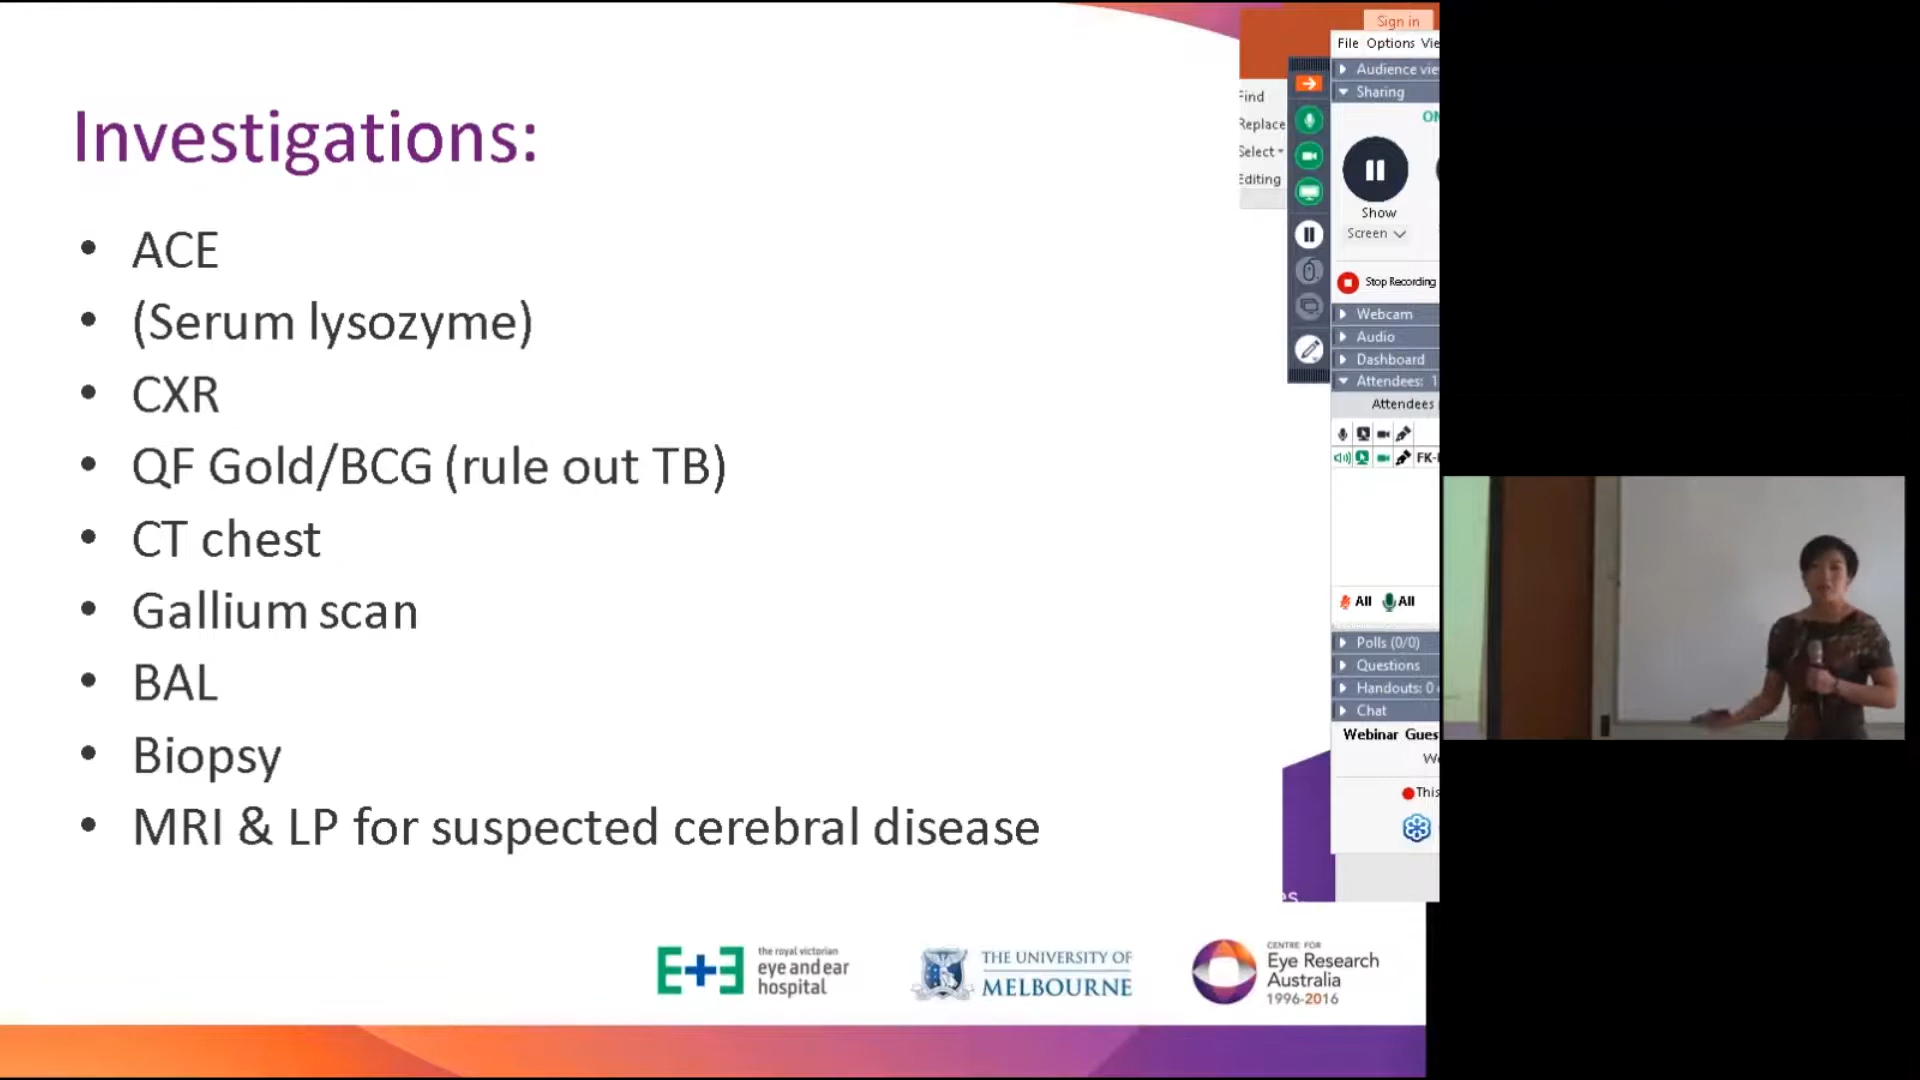 Investigations:
ACE
(Serum lysozyme)
CXR
QF Gold/BCG (rule out TB)
CT chest
Gallium scan
BAL
Biopsy
MRI & LP for suspected cerebral disease
the royal victorian
eye and ear
hospital
THE UNIVERSITY OF
MELBOURNE
CENTRE FOR
Eye Research
Australia
1996-2016
Sign in
Find
Replace
Select
Editing
File Options
Audience
Sharing
Show
Screen
Stop Recording
Webcam
Audio
Dashboard
Attendees: 1
Attendees
All All
Polls (0/0)
Questions
Handouts: 0
Chat
Webinar
This